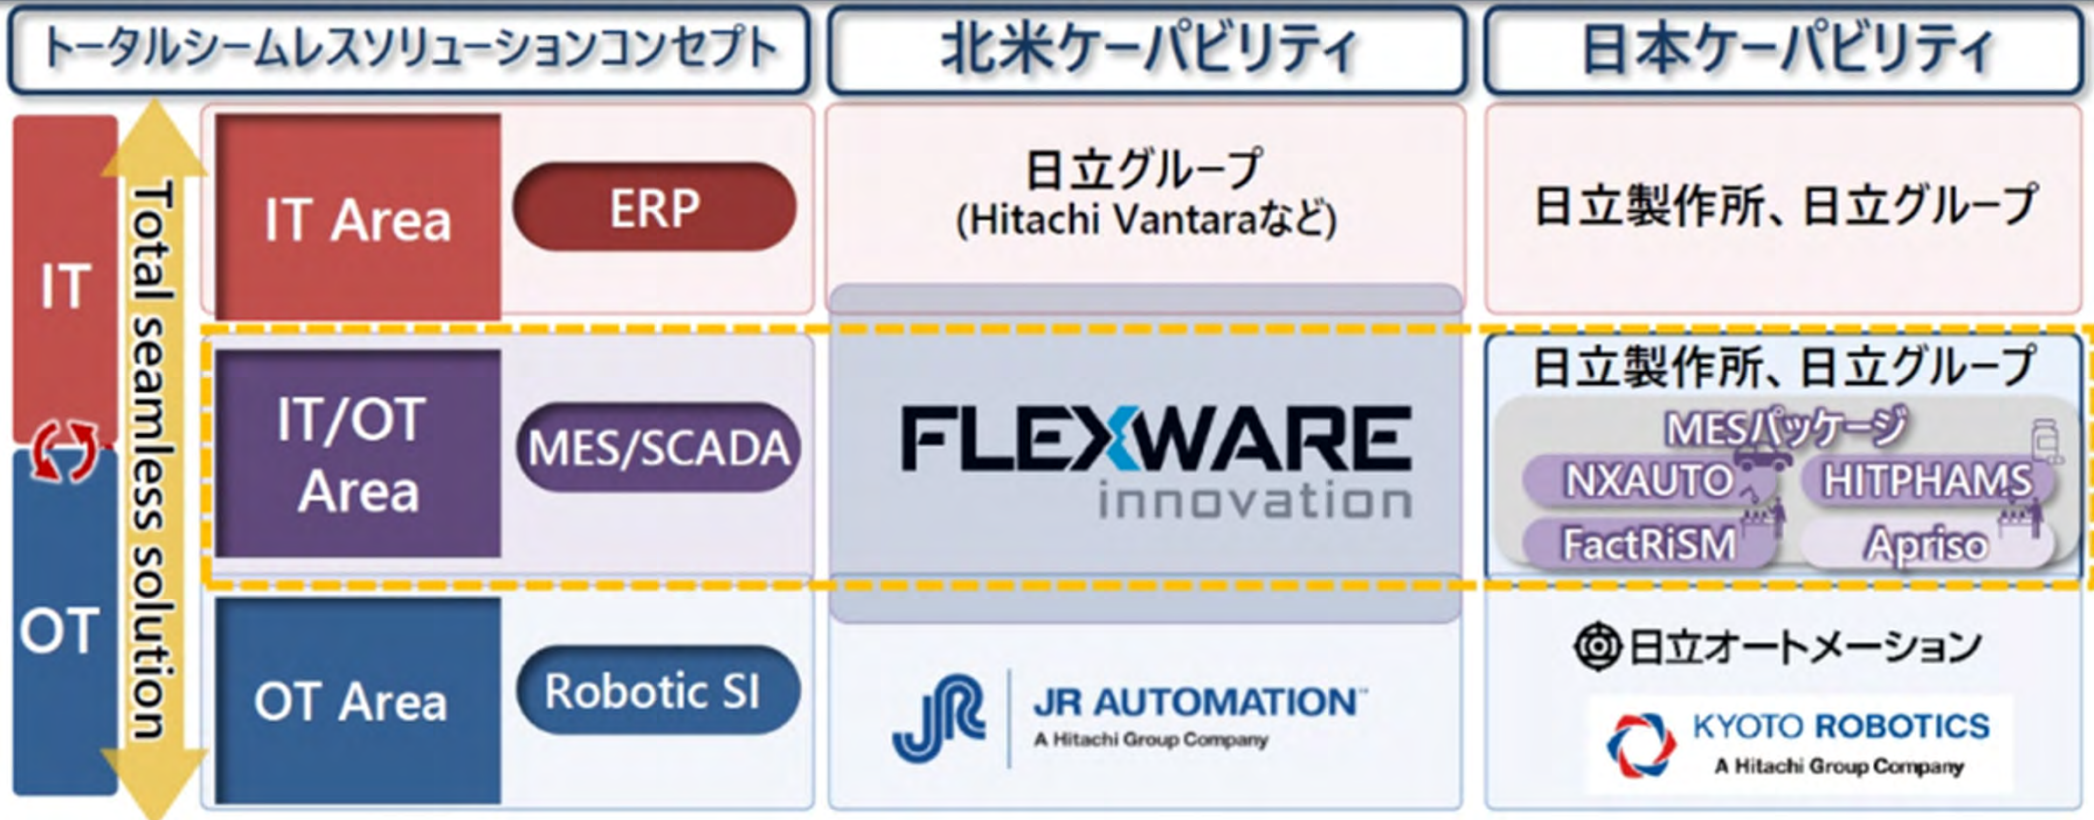 トータルシームレスソリューションコンセプト
北米ケーパビリティ
日本ケーパビリティ
IT
OT
Total seamless solution
IT Area
ERP
日立グループ
(Hitachi Vantaraなど)
日立製作所、日立グループ
IT/OT
Area
MES/SCADA
FLEXWARE
innovation
日立製作所、日立グループ
MESパッケージ
NXAUTO
HITPHAMS
FactRiSM
Apriso
OT Area
Robotic SI
JR
JR AUTOMATION™
A Hitachi Group Company
日立オートメーション
KYOTO ROBOTICS
A Hitachi Group Company